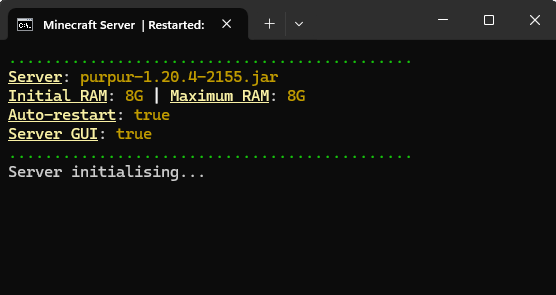 Minecraft Server | Restarted:
.............................................
Server: purpur-1.20.4-2155.jar
Initial RAM: 8G | Maximum RAM: 8G
Auto-restart: true
Server GUI: true
.............................................
Server initialising...